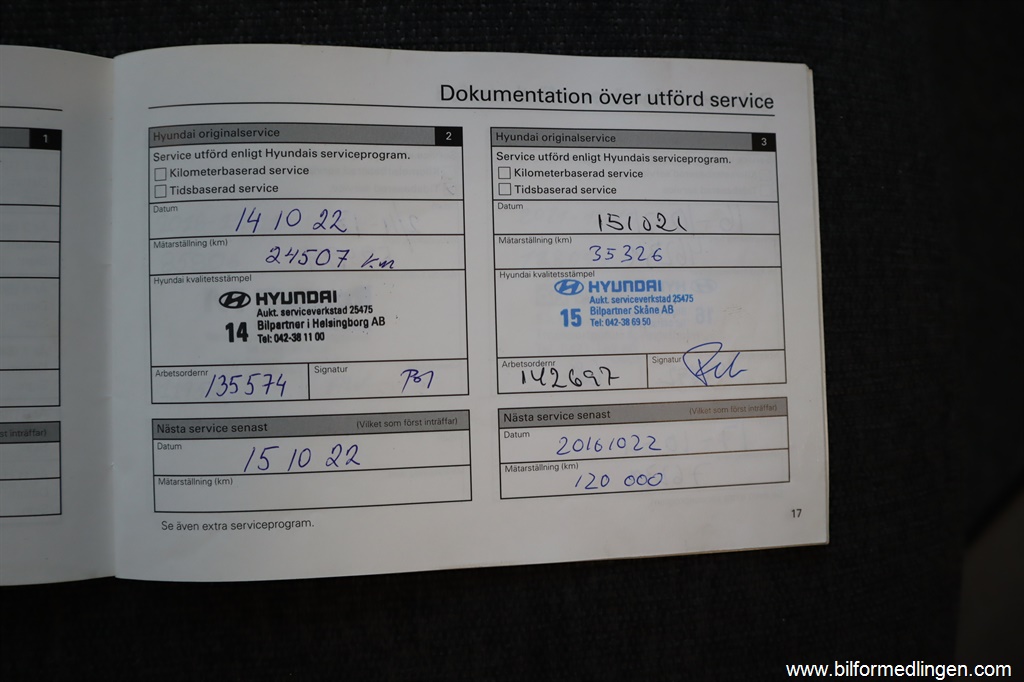 Dokumentation över utförd service
1
st inträffar)
Hyundai originalservice 2
Service utförd enligt Hyundais serviceprogram.
Kilometerbaserad service
Tidsbaserad service
Datum
14 10 22
Mätarställning (km)
24507 km
Hyundai kvalitetsstämpel
HYUNDAI
Aukt. serviceverkstad 25475
14 Bilpartner i Helsingborg AB
Tel: 042-38 11 00
Arbetsordernr
135574
Signatur
Nästa service senast (Vilket som först inträffar)
Datum
15 10 22
Mätarställning (km)
Se även extra serviceprogram.
Hyundai originalservice 3
Service utförd enligt Hyundais serviceprogram.
Kilometerbaserad service
Tidsbaserad service
Datum
151021
Mätarställning (km)
35326
Hyundai kvalitetsstämpel
HYUNDAI
Aukt. serviceverkstad 25475
15 Bilpartner Skåne AB
Tel: 042-38 69 50
Arbetsordernr
142697
Signatur
Nästa service senast (Vilket som först inträffar)
Datum
20161022
Mätarställning (km)
120 000
17
www.bilformedlingen.com